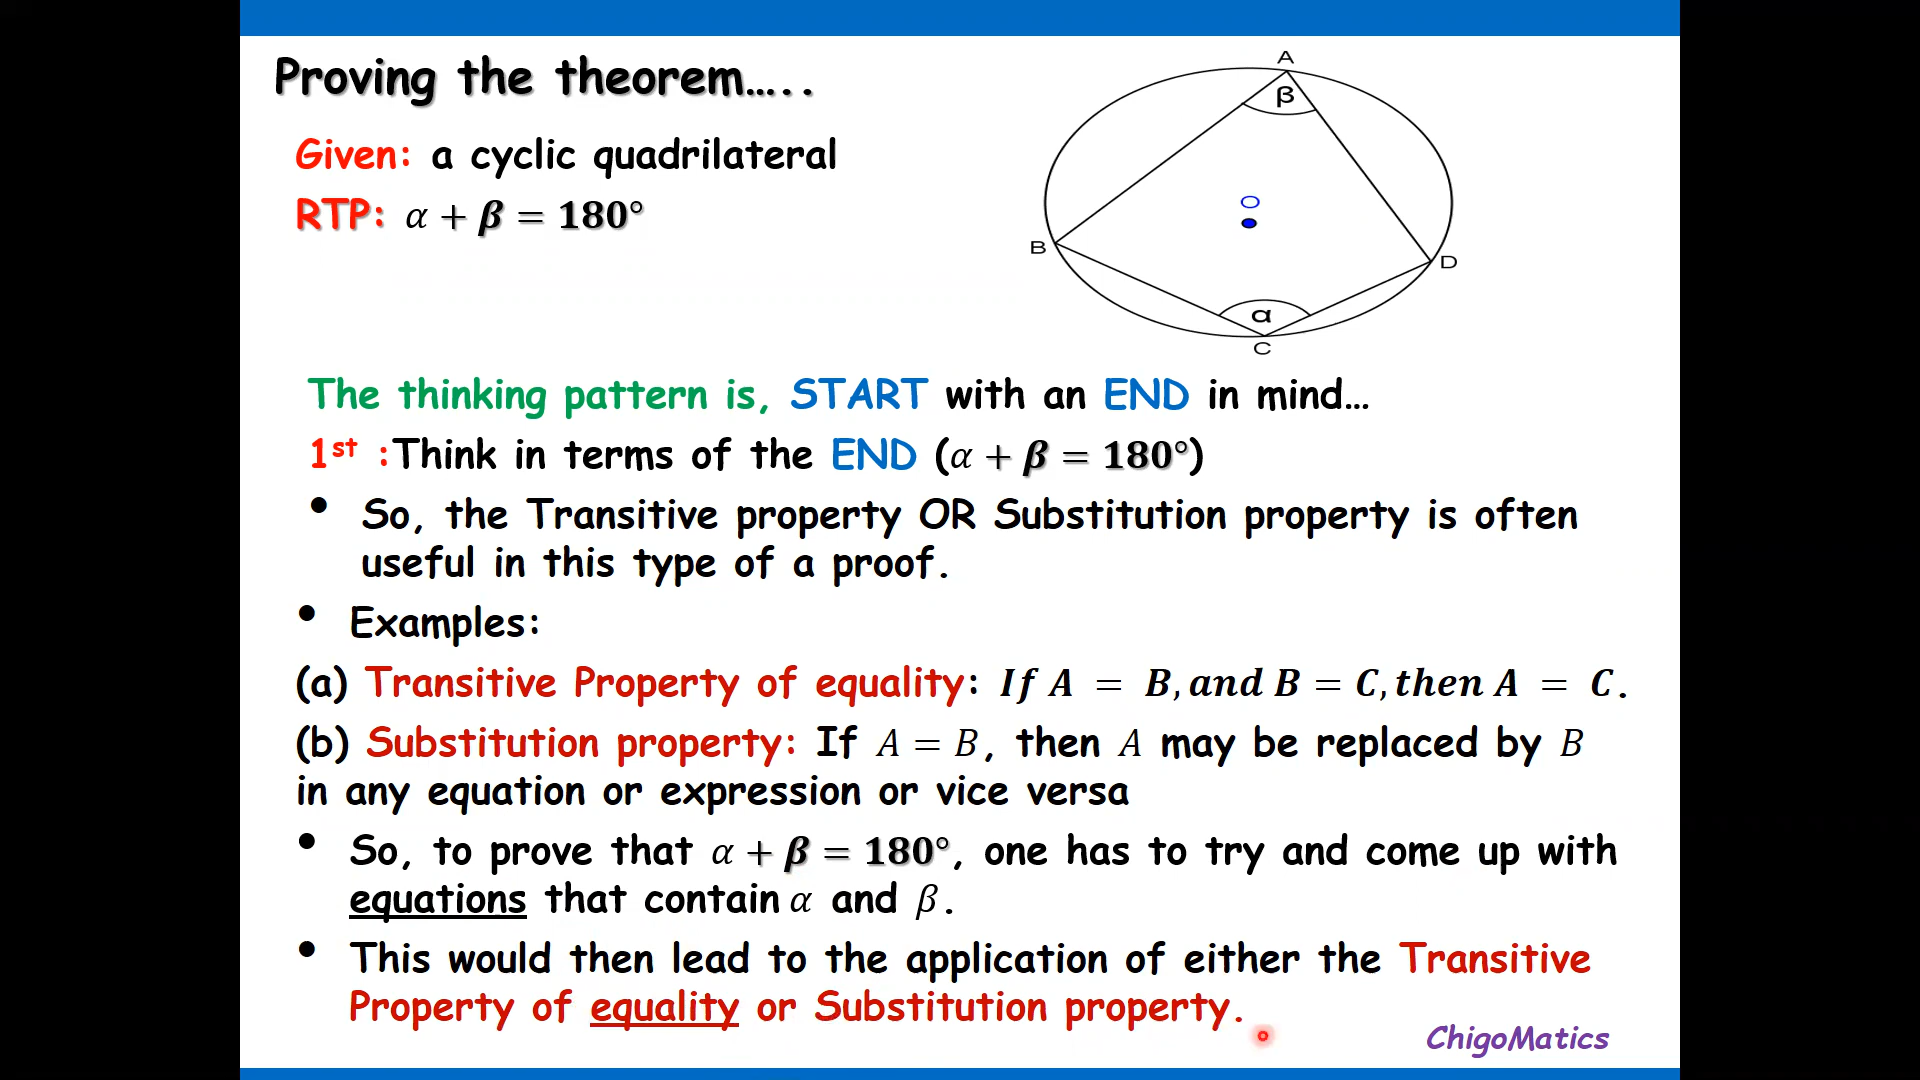 Proving the theorem…..
Given: a cyclic quadrilateral
RTP: α + β = 180°
A
β
O
B
D
α
C
The thinking pattern is, START with an END in mind…
1st :Think in terms of the END (α + β = 180°)
• So, the Transitive property OR Substitution property is often
useful in this type of a proof.
• Examples:
(a) Transitive Property of equality: If A = B, and B = C, then A = C.
(b) Substitution property: If A = B, then A may be replaced by B
in any equation or expression or vice versa
• So, to prove that α + β = 180°, one has to try and come up with
equations that contain α and β.
• This would then lead to the application of either the Transitive
Property of equality or Substitution property.
ChigoMatics